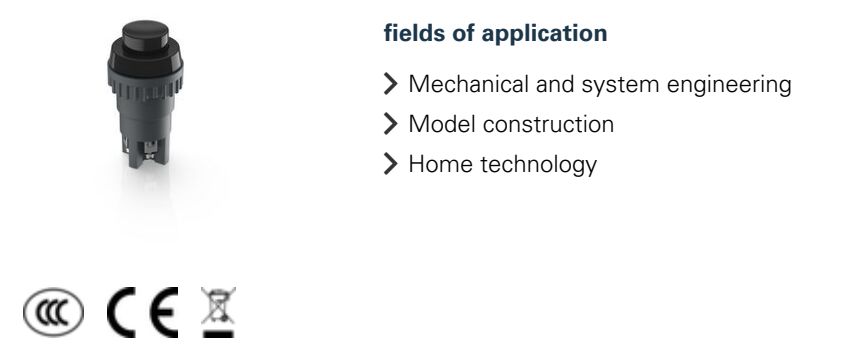 fields of application
Mechanical and system engineering
Model construction
Home technology
CCC
CE